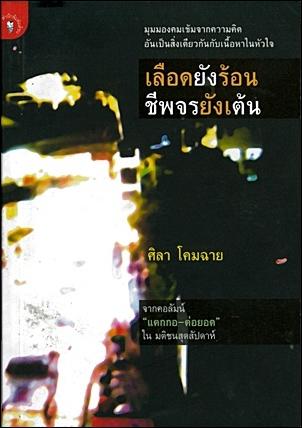 มุมมองคมเข้มจากความคิด
อันเป็นสิ่งเดียวกันกับเนื้อหาในหัวใจ
เลือดยังร้อน
ชีพจรยังเต้น
ศิลา โคมฉาย
จากคอลัมน์
"แตกกอ-ต่อยอด"
ใน มติชนสุดสัปดาห์